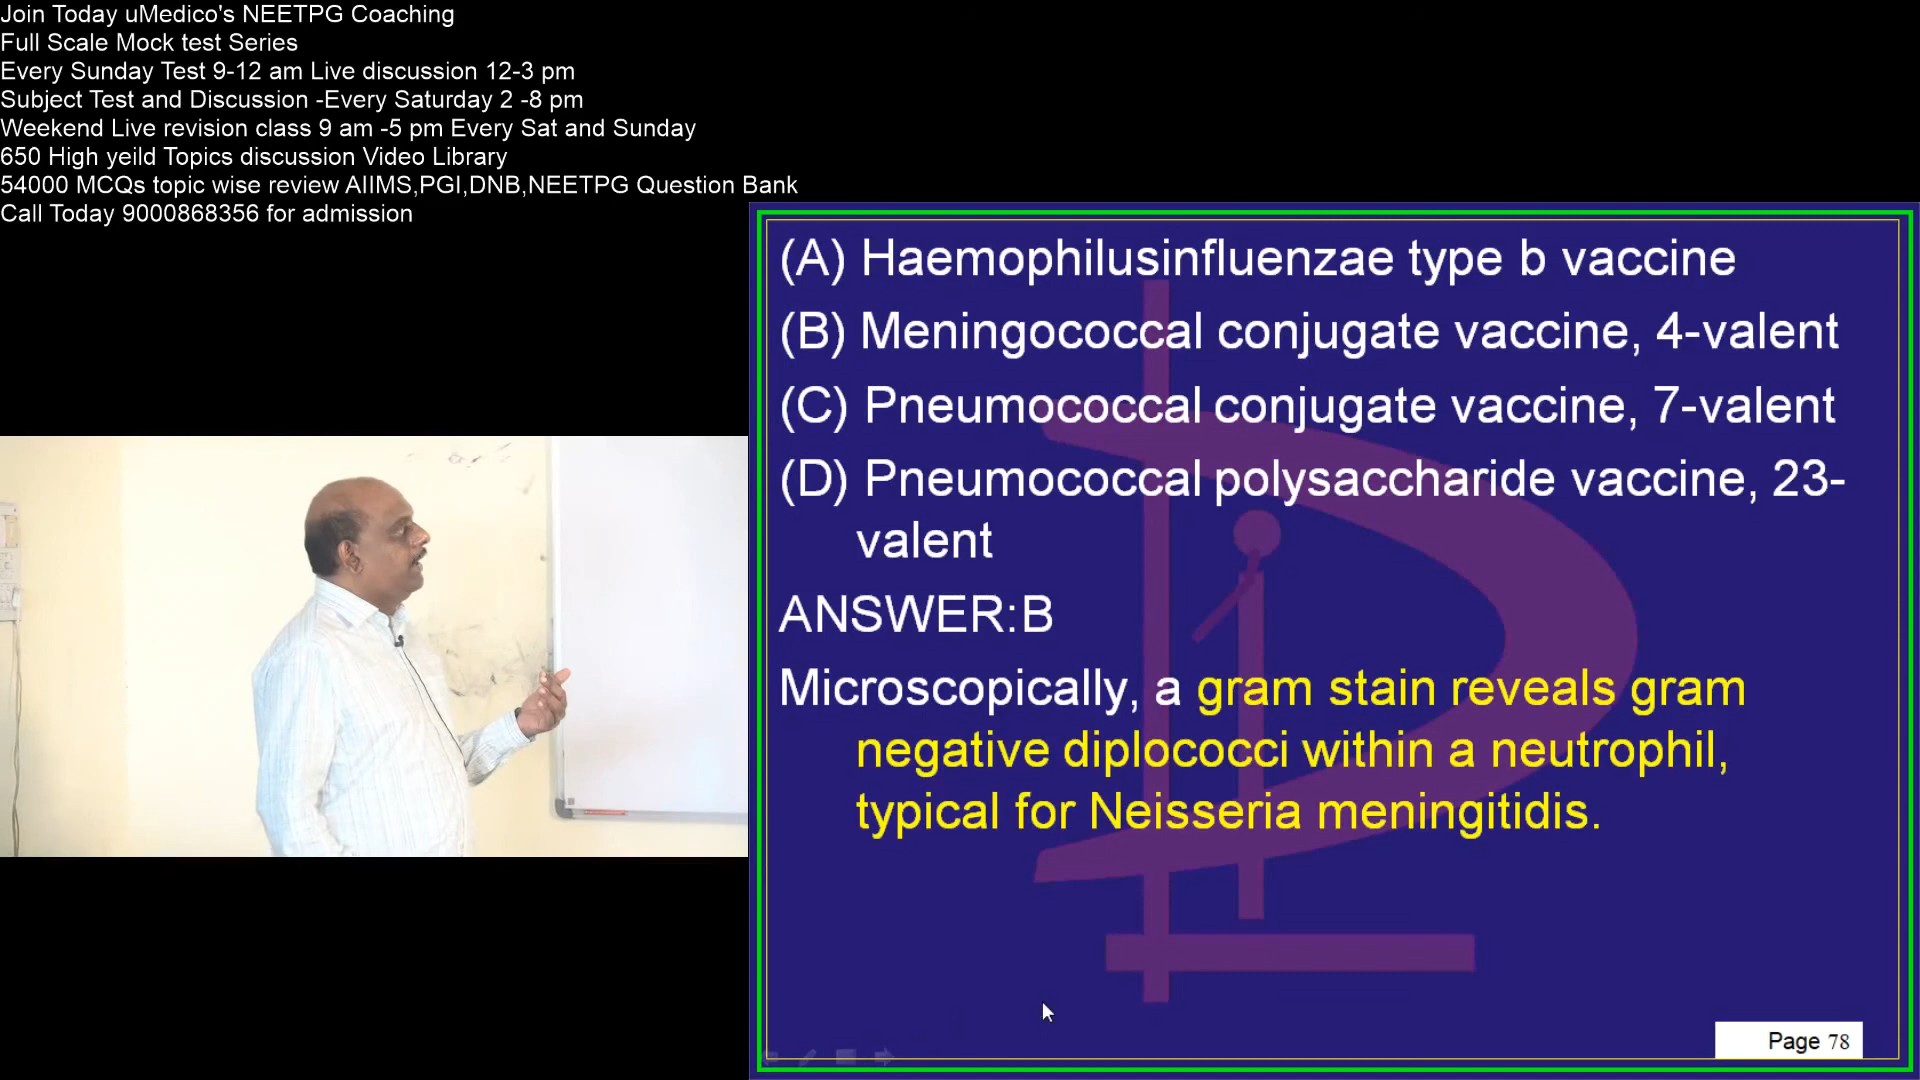 Join Today uMedico's NEETPG Coaching
Full Scale Mock test Series
Every Sunday Test 9-12 am Live discussion 12-3 pm
Subject Test and Discussion -Every Saturday 2 -8 pm
Weekend Live revision class 9 am -5 pm Every Sat and Sunday
650 High yeild Topics discussion Video Library
54000 MCQs topic wise review AIIMS,PGI,DNB,NEETPG Question Bank
Call Today 9000868356 for admission
(A) Haemophilusinfluenzae type b vaccine
(B) Meningococcal conjugate vaccine, 4-valent
(C) Pneumococcal conjugate vaccine, 7-valent
(D) Pneumococcal polysaccharide vaccine, 23-
valent
ANSWER:B
Microscopically, a gram stain reveals gram
negative diplococci within a neutrophil,
typical for Neisseria meningitidis.
Page 78